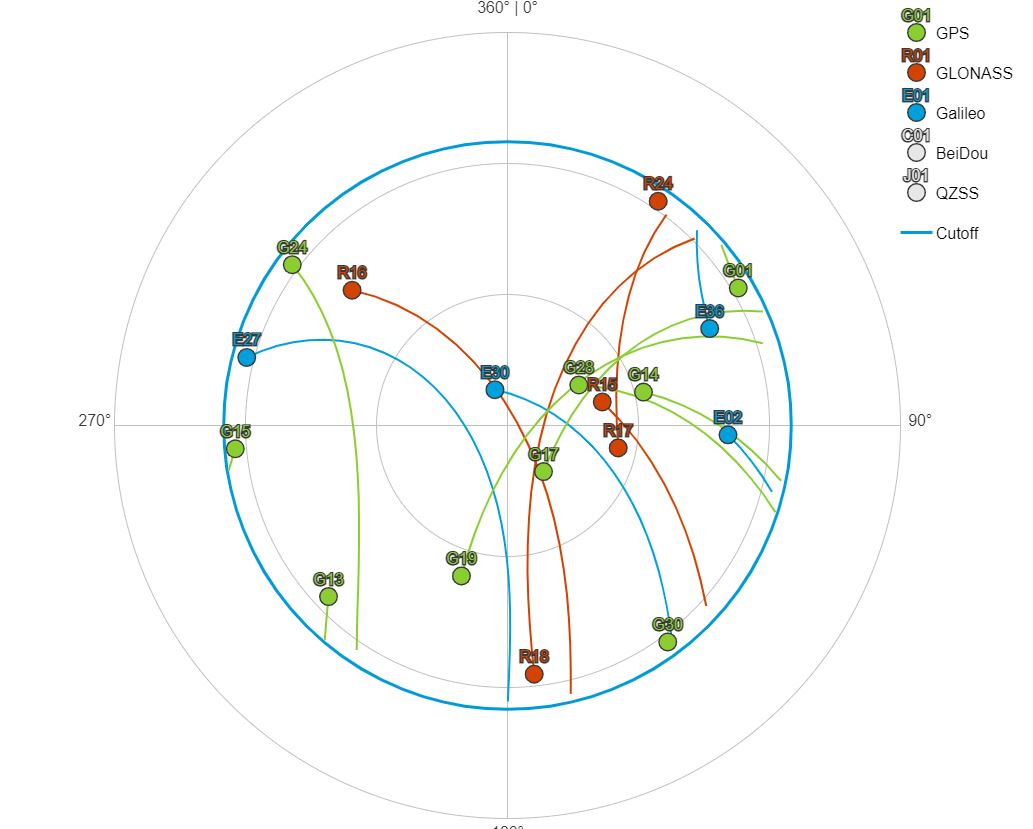 360° | 0°
G01
GPS
R01
GLONASS
E01
Galileo
C01
BeiDou
J01
QZSS
Cutoff
R24
G24
R16
G01
E36
E27
E30
G28
R15
G14
270°
90°
E02
G15
R17
G17
G19
G13
G30
R18
180°